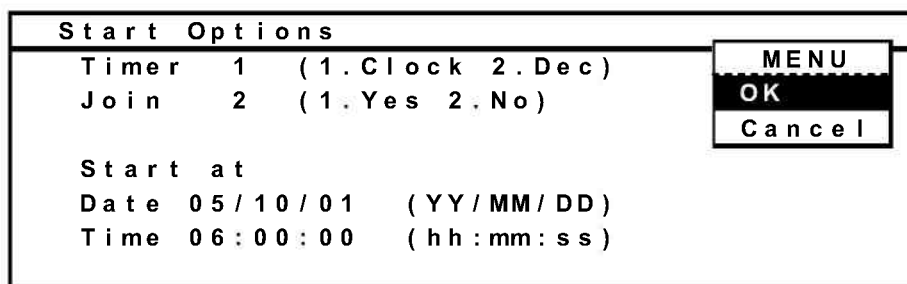 Start Options
Timer 1 (1.Clock 2.Dec)
Join 2 (1.Yes 2.No)
Start at
Date 05/10/01 (YY/MM/DD)
Time 06:00:00 (hh:mm:ss)
MENU
OK
Cancel